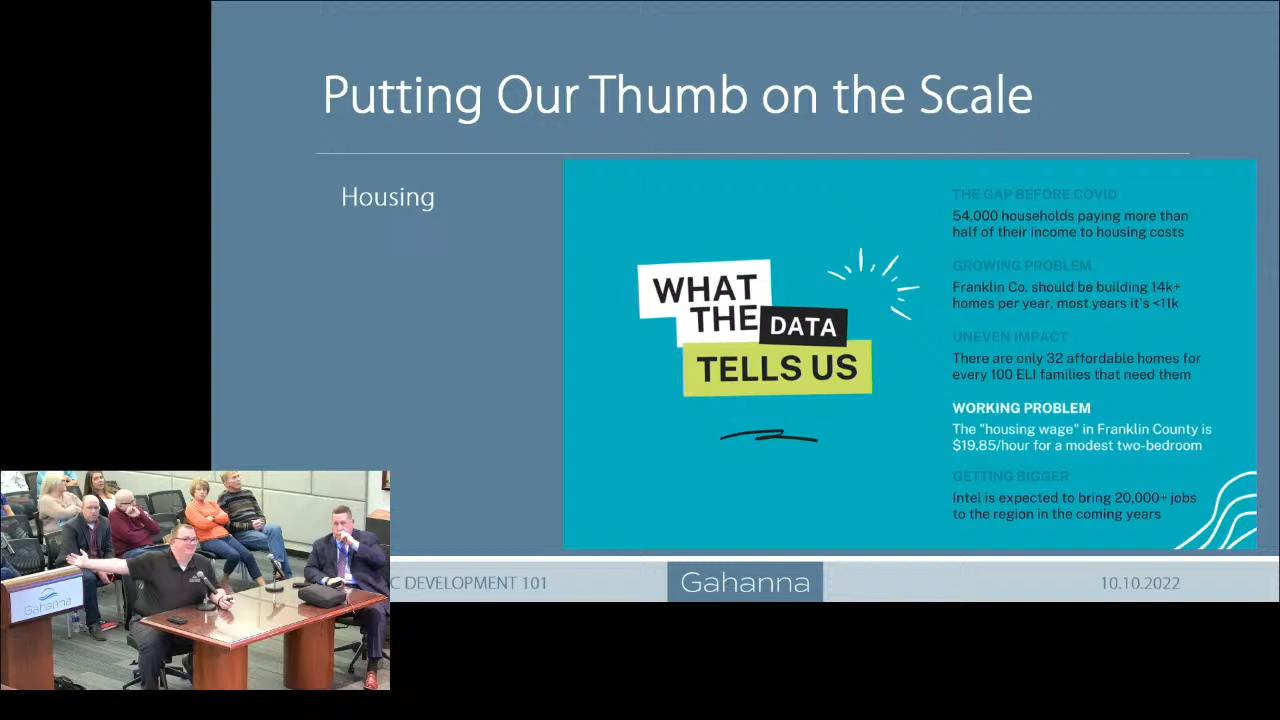 Putting Our Thumb on the Scale
Housing
WHAT
THE
DATA
TELLS US
THE GAP BEFORE COVID
54,000 households paying more than
half of their income to housing costs
GROWING PROBLEM
Franklin Co. should be building 14k+
homes per year, most years it's <11k
UNEVEN IMPACT
There are only 32 affordable homes for
every 100 ELI families that need them
WORKING PROBLEM
The "housing wage" in Franklin County is
$19.85/hour for a modest two-bedroom
GETTING BIGGER
Intel is expected to bring 20,000+ jobs
to the region in the coming years
C DEVELOPMENT 101
Gahanna
10.10.2022
Gahanna